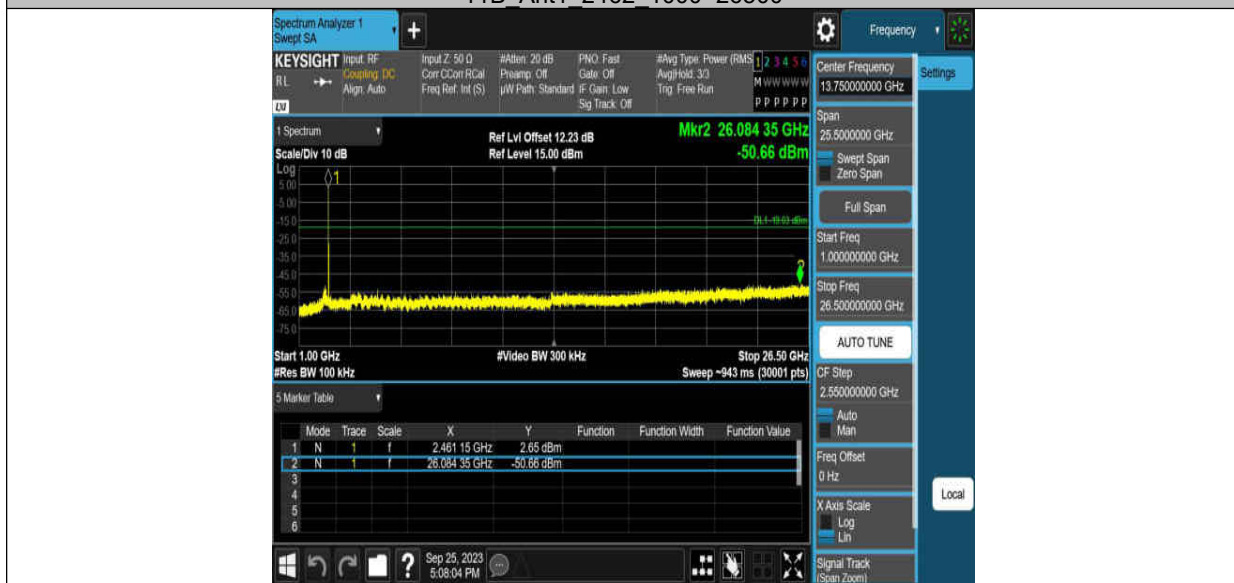 Spectrum Analyzer 1
Swept SA
+
Frequency
KEYSIGHT
RL
LXI
Input: RF
Coupling: DC
Align: Auto
Input Z: 50 Ω
Corr CCorr RCal
Freq Ref: Int (S)
#Atten: 20 dB
Preamp: Off
µW Path: Standard
PNO: Fast
Gate: Off
IF Gain: Low
Sig Track: Off
#Avg Type: Power (RMS
Avg|Hold: 3/3
Trig: Free Run
1 2 3 4 5 6
M W W W W W
P P P P P P
Center Frequency
13.750000000 GHz
Settings
1 Spectrum
Scale/Div 10 dB
Ref Lvl Offset 12.23 dB
Ref Level 15.00 dBm
Mkr2 26.084 35 GHz
-50.66 dBm
Log
5.00
-5.00
-15.0
-25.0
-35.0
-45.0
-55.0
-65.0
-75.0
1
DL1 -18.03 dBm
Start 1.00 GHz
#Res BW 100 kHz
#Video BW 300 kHz
Stop 26.50 GHz
Sweep ~943 ms (30001 pts)
Span
25.5000000 GHz
Swept Span
Zero Span
Full Span
Start Freq
1.000000000 GHz
Stop Freq
26.500000000 GHz
AUTO TUNE
CF Step
2.550000000 GHz
Auto
Man
Freq Offset
0 Hz
X Axis Scale
Log
Lin
Signal Track
(Span Zoom)
Local
5 Marker Table
Mode Trace Scale X Y Function Function Width Function Value
1 N 1 f 2.461 15 GHz 2.65 dBm
2 N 1 f 26.084 35 GHz -50.66 dBm
3
4
5
6
?
Sep 25, 2023
5:08:04 PM